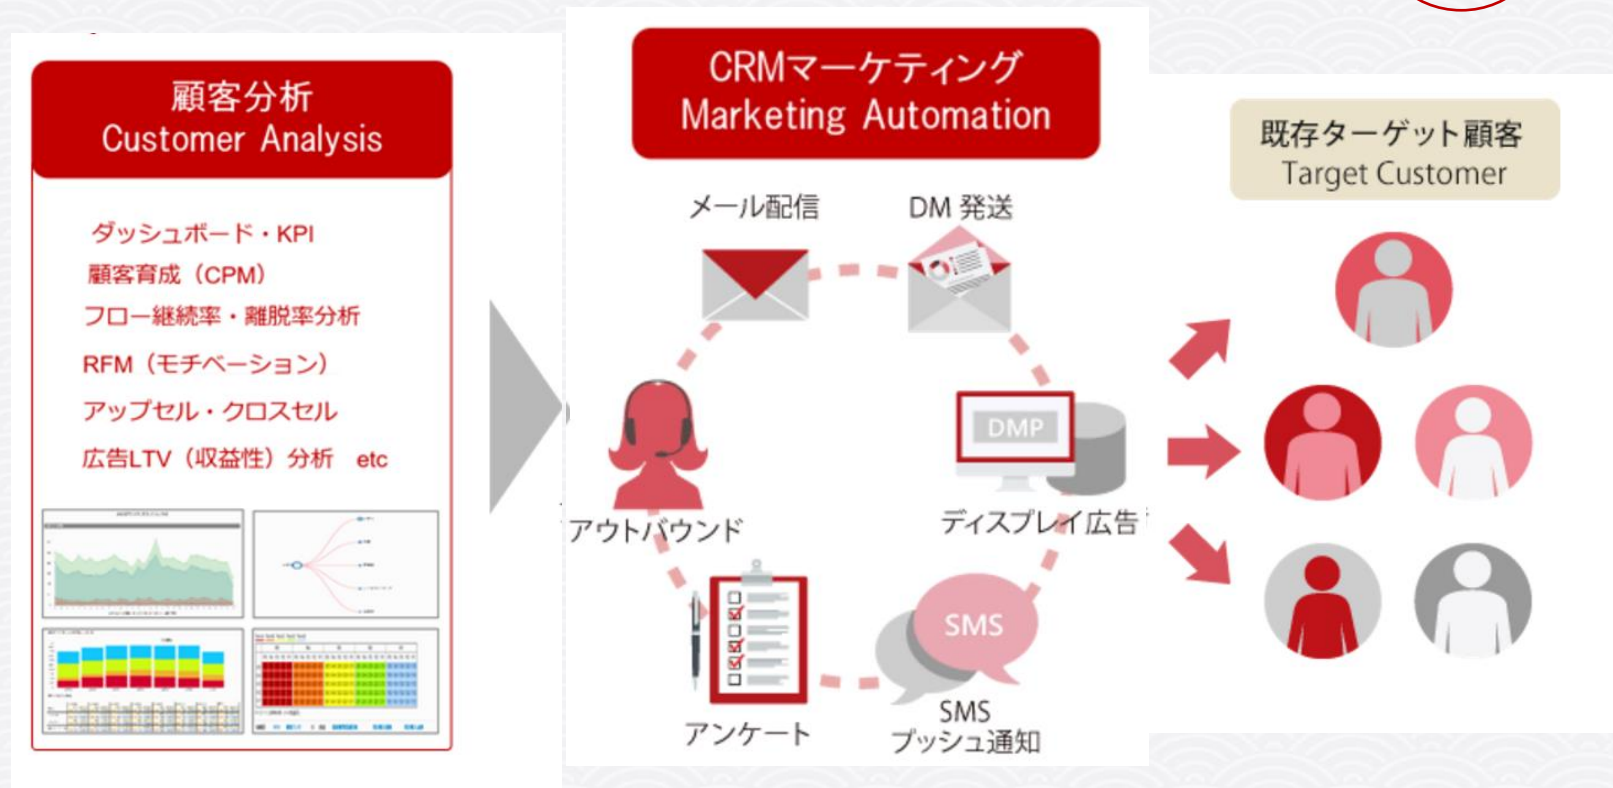 顧客分析
Customer Analysis
ダッシュボード・KPI
顧客育成（CPM）
フロー継続率・離脱率分析
RFM（モチベーション）
アップセル・クロスセル
広告LTV（収益性）分析　etc
CRMマーケティング
Marketing Automation
メール配信
DM 発送
DMP
アウトバウンド
ディスプレイ広告
SMS
アンケート
SMS
プッシュ通知
既存ターゲット顧客
Target Customer